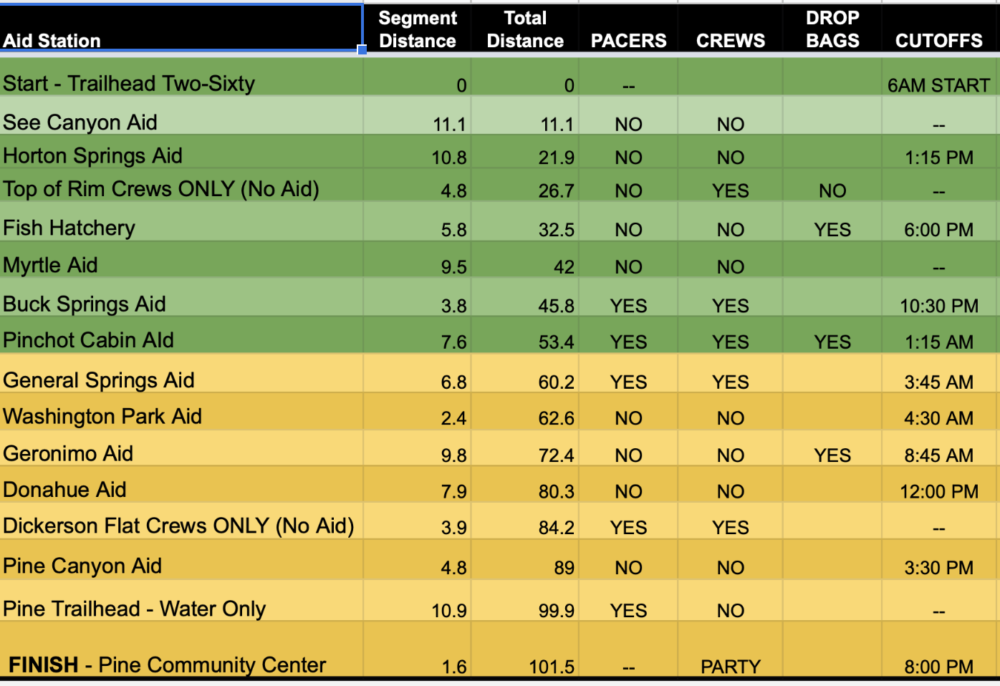 Aid Station Segment Distance Total Distance PACERS CREWS DROP BAGS CUTOFFS
Start - Trailhead Two-Sixty 0 0 -- 6AM START
See Canyon Aid 11.1 11.1 NO NO --
Horton Springs Aid 10.8 21.9 NO NO 1:15 PM
Top of Rim Crews ONLY (No Aid) 4.8 26.7 NO YES NO --
Fish Hatchery 5.8 32.5 NO NO YES 6:00 PM
Myrtle Aid 9.5 42 NO NO --
Buck Springs Aid 3.8 45.8 YES YES 10:30 PM
Pinchot Cabin AId 7.6 53.4 YES YES YES 1:15 AM
General Springs Aid 6.8 60.2 YES YES 3:45 AM
Washington Park Aid 2.4 62.6 NO NO 4:30 AM
Geronimo Aid 9.8 72.4 NO NO YES 8:45 AM
Donahue Aid 7.9 80.3 NO NO 12:00 PM
Dickerson Flat Crews ONLY (No Aid) 3.9 84.2 YES YES --
Pine Canyon Aid 4.8 89 NO NO 3:30 PM
Pine Trailhead - Water Only 10.9 99.9 YES NO --
FINISH - Pine Community Center 1.6 101.5 -- PARTY 8:00 PM